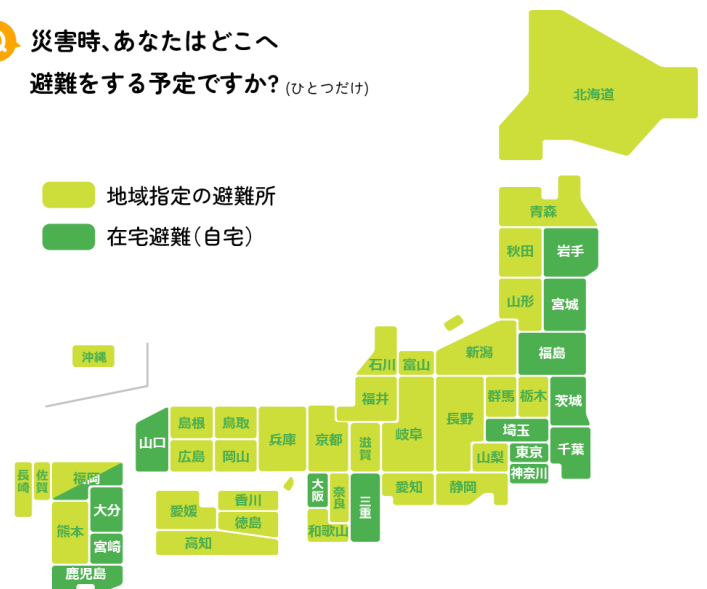 Q
災害時、あなたはどこへ
避難をする予定ですか? (ひとつだけ)
地域指定の避難所
在宅避難(自宅)
北海道
青森
秋田 岩手
山形 宮城
新潟 福島
石川 富山
沖縄
福井 長野 群馬 栃木 茨城
山口 島根 鳥取 兵庫 京都 滋賀 岐阜 埼玉
広島 岡山 山梨 東京 千葉
神奈川
長崎 佐賀 福岡 大阪 奈良 三重 愛知 静岡
大分 愛媛 香川
熊本 徳島 和歌山
宮崎 高知
鹿児島